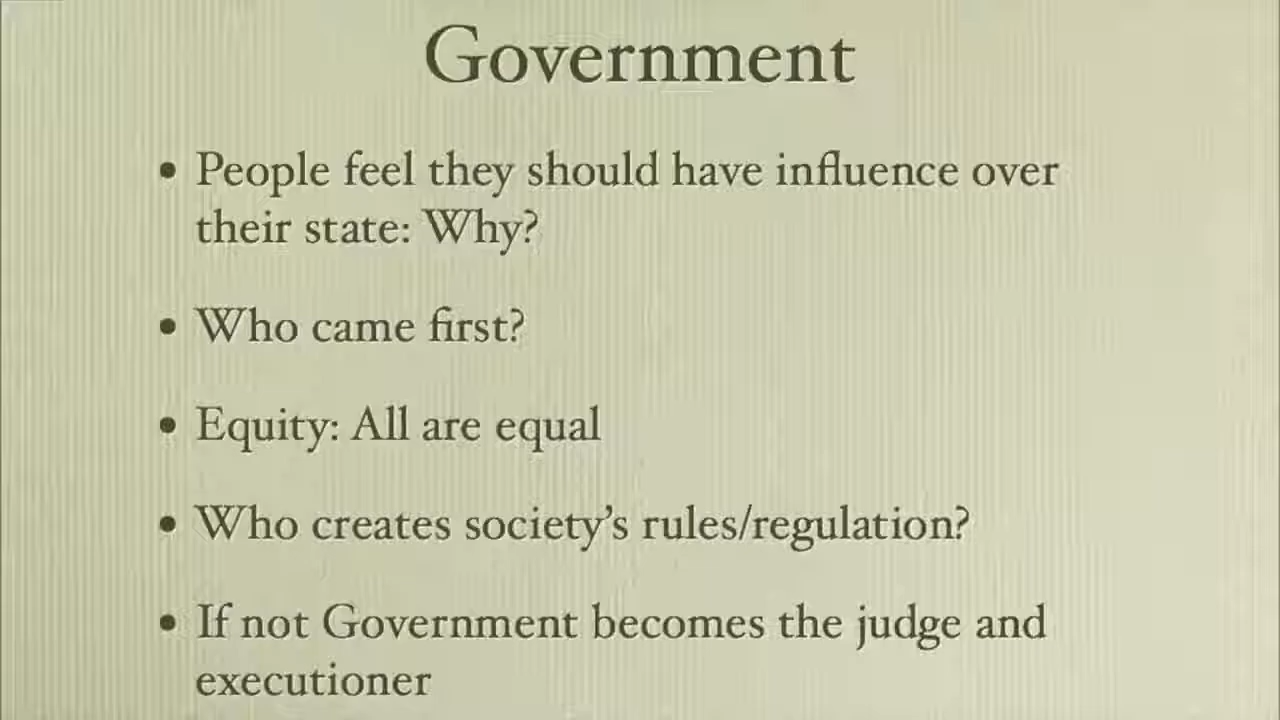 Government
• People feel they should have influence over
their state: Why?
• Who came first?
• Equity: All are equal
• Who creates society’s rules/regulation?
• If not Government becomes the judge and
executioner